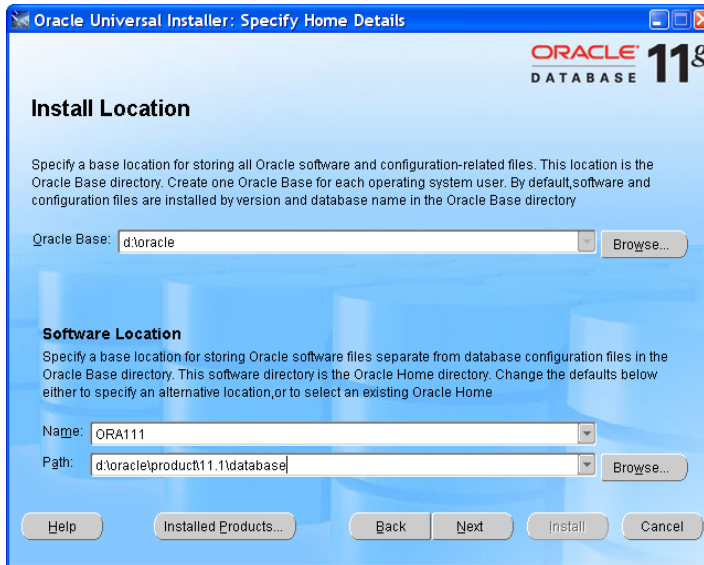 Oracle Universal Installer: Specify Home Details
ORACLE
DATABASE 11g
Install Location
Specify a base location for storing all Oracle software and configuration-related files. This location is the
Oracle Base directory. Create one Oracle Base for each operating system user. By default,software and
configuration files are installed by version and database name in the Oracle Base directory
Oracle Base: d:\oracle Browse...
Software Location
Specify a base location for storing Oracle software files separate from database configuration files in the
Oracle Base directory. This software directory is the Oracle Home directory. Change the defaults below
either to specify an alternative location,or to select an existing Oracle Home
Name: ORA111
Path: d:\oracle\product\11.1\database Browse...
Help Installed Products... Back Next Install Cancel